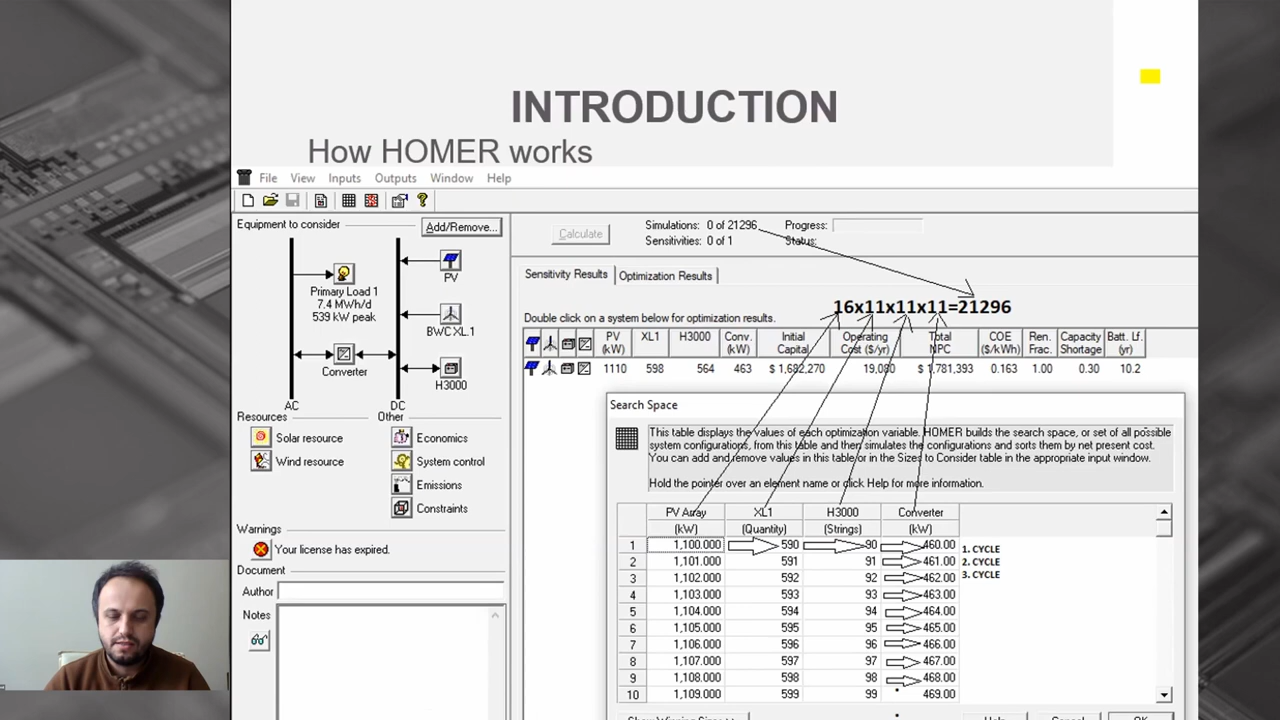 INTRODUCTION
How HOMER works
File View Inputs Outputs Window Help
Equipment to consider
Add/Remove...
PV
Primary Load 1
7.4 MWh/d
539 kW peak
BWC XL.1
Converter
H3000
AC
DC
Resources
Other
Solar resource
Economics
Wind resource
System control
Emissions
Constraints
Warnings
Your license has expired.
Document
Author
Notes
Calculate
Simulations: 0 of 21296
Progress:
Sensitivities: 0 of 1
Status:
Sensitivity Results
Optimization Results
16x11x11x11=21296
Double click on a system below for optimization results.
PV (kW) XL1 H3000 Conv. (kW) Initial Capital Operating Cost ($/yr) Total NPC COE ($/kWh) Ren. Frac. Capacity Shortage Batt. Lf. (yr)
1110 598 564 463 $ 1,682,270 19,080 $ 1,781,393 0.163 1.00 0.30 10.2
Search Space
This table displays the values of each optimization variable. HOMER builds the search space, or set of all possible
system configurations, from this table and then simulates the configurations and sorts them by net present cost.
You can add and remove values in this table or in the Sizes to Consider table in the appropriate input window.
Hold the pointer over an element name or click Help for more information.
PV Array XL1 H3000 Converter
(kW) (Quantity) (Strings) (kW)
1 1,100.000 590 90 460.00 1. CYCLE
2 1,101.000 591 91 461.00 2. CYCLE
3 1,102.000 592 92 462.00 3. CYCLE
4 1,103.000 593 93 463.00
5 1,104.000 594 94 464.00
6 1,105.000 595 95 465.00
7 1,106.000 596 96 466.00
8 1,107.000 597 97 467.00
9 1,108.000 598 98 468.00
10 1,109.000 599 99 469.00